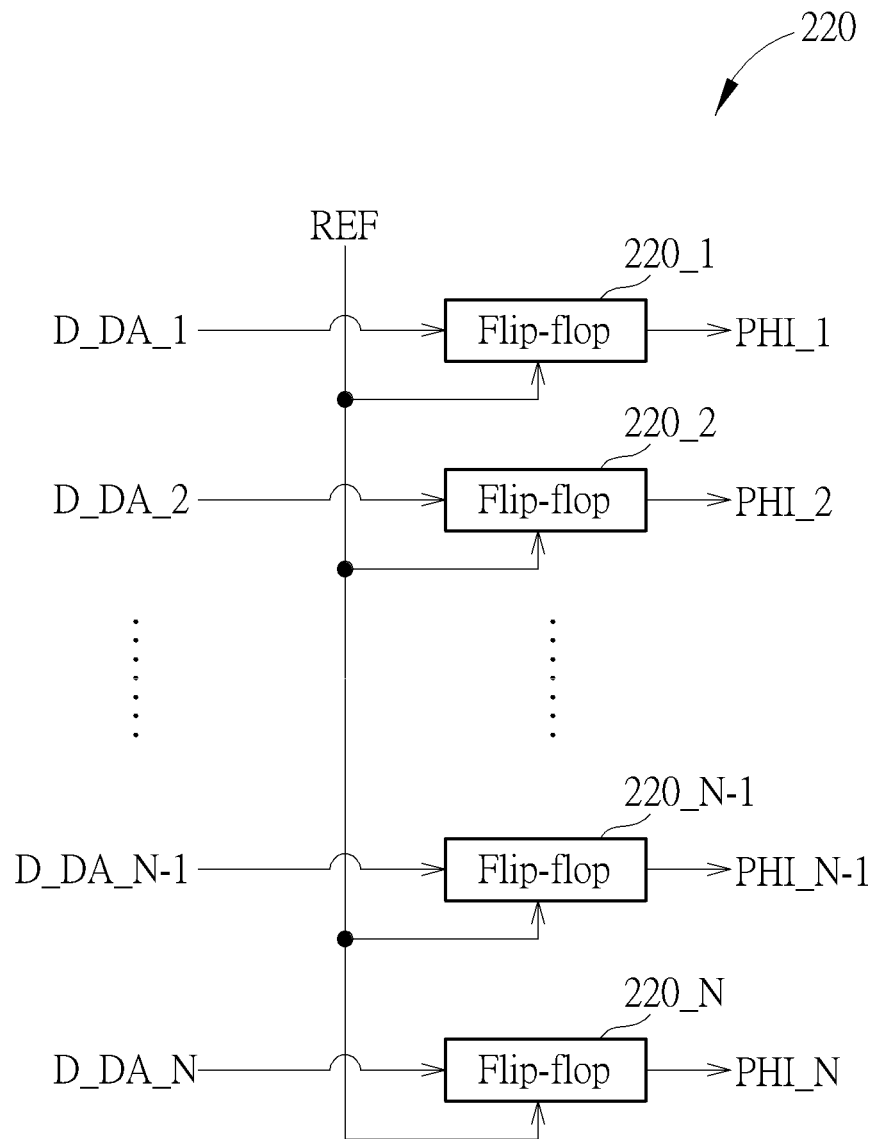 220
REF
220_1
D_DA_1 Flip-flop PHI_1
220_2
D_DA_2 Flip-flop PHI_2
220_N-1
D_DA_N-1 Flip-flop PHI_N-1
220_N
D_DA_N Flip-flop PHI_N